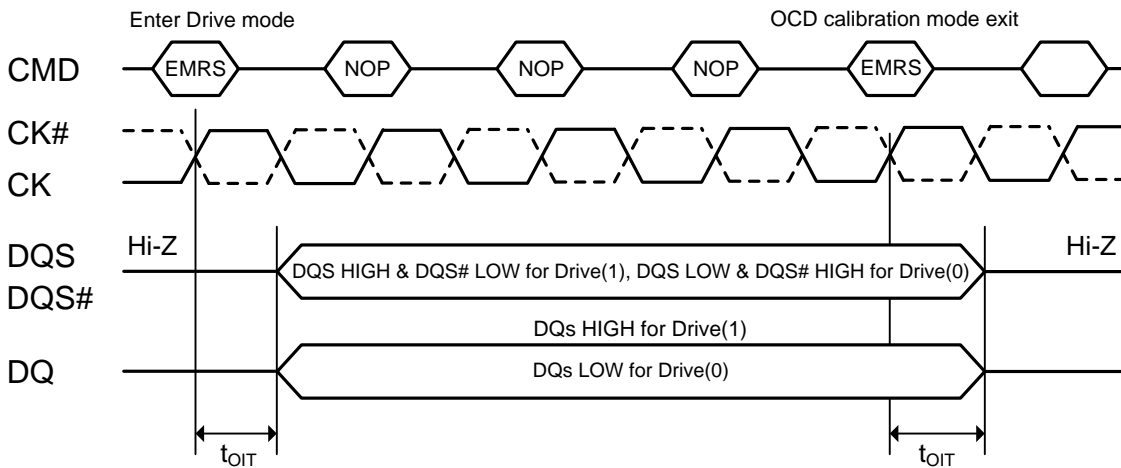 Enter Drive mode
OCD calibration mode exit
CMD
EMRS
NOP
NOP
NOP
EMRS
CK#
CK
DQS
DQS#
Hi-Z
DQS HIGH & DQS# LOW for Drive(1), DQS LOW & DQS# HIGH for Drive(0)
Hi-Z
DQs HIGH for Drive(1)
DQ
DQs LOW for Drive(0)
tOIT
tOIT